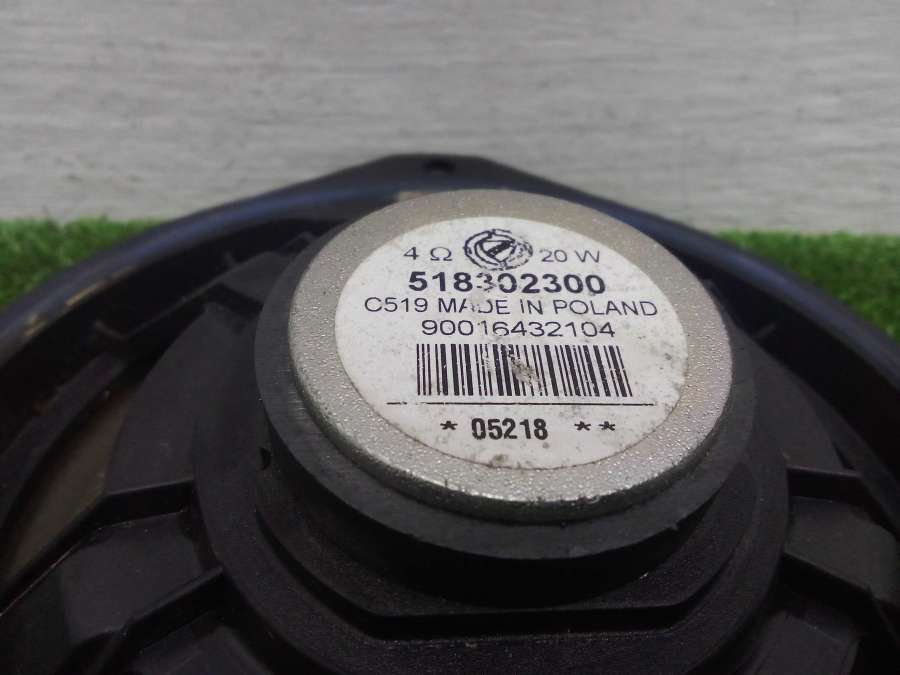 4 Ω 20 W
518302300
C519 MADE IN POLAND
90016432104
* 05218 **